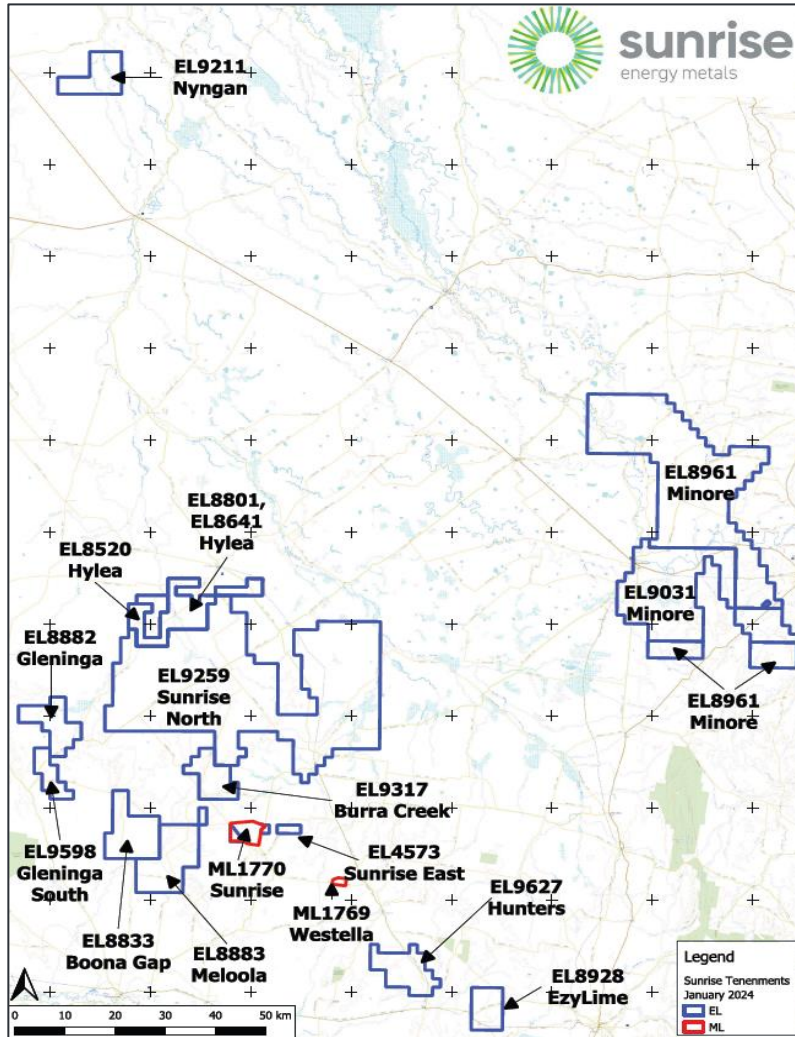 sunrise
energy metals
EL9211
Nyngan
EL8961
Minore
EL8801,
EL8641
Hylea
EL8520
Hylea
EL9031
Minore
EL8882
Gleninga
EL9259
Sunrise
North
EL8961
Minore
EL9317
Burra Creek
EL9598
Gleninga
South
ML1770
Sunrise
EL4573
Sunrise East
ML1769
Westella
EL9627
Hunters
EL8833
Boona Gap
EL8883
Meloola
EL8928
EzyLime
Legend
Sunrise Tenements
January 2024
EL
ML
0 10 20 30 40 50 km